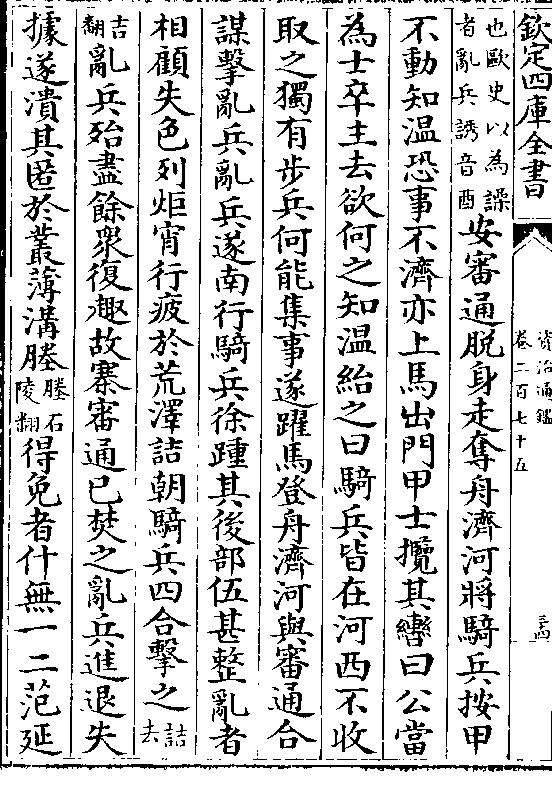 欽定四庫全書
資治通鑑
卷二百七十五
也歐史以為譟
者亂兵誘音酉
安審通脱身走奪舟濟河將騎兵按甲
不動知温恐事不濟亦上馬出門甲士攬其轡曰公當
為士卒主去欲何之知温紿之曰騎兵皆在河西不收
取之獨有步兵何能集事遂躍馬登舟濟河與審通合
謀擊亂兵亂兵遂南行騎兵徐踵其後部伍甚整亂者
相顧失色列炬宵行疲於荒澤詰朝騎兵四合擊之
詰
去
吉
翻
亂兵殆盡餘衆復趣故寨審通已焚之亂兵進退失
據遂潰其匿於叢薄溝塍
塍石
陵翻
得免者什無一二范延